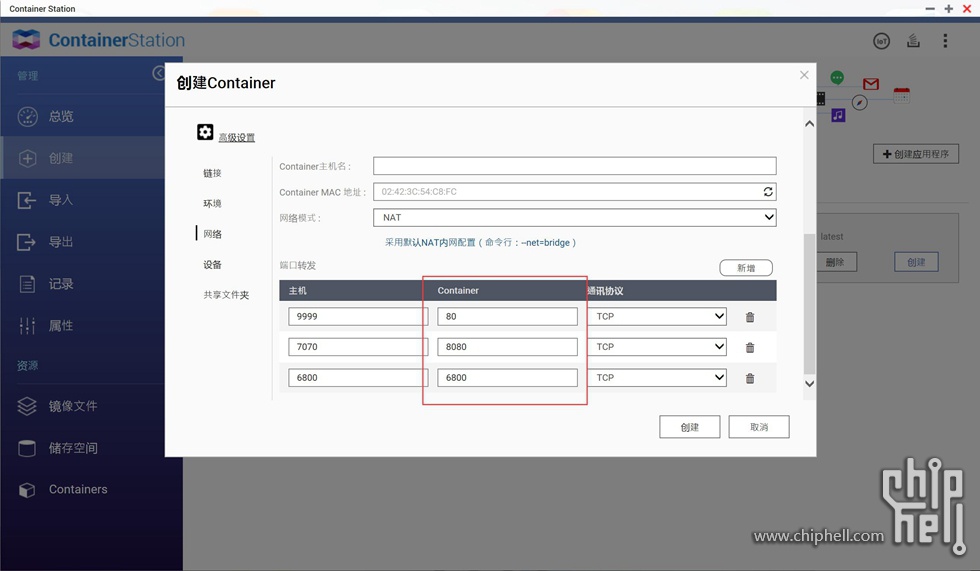 Container Station
ContainerStation
IoT
管理
总览
创建
导入
导出
记录
属性
资源
镜像文件
储存空间
Containers
创建Container
高级设置
链接
环境
网络
设备
共享文件夹
Container主机名：
Container MAC 地址：
02:42:3C:54:C8:FC
网络模式：
NAT
采用默认NAT内网配置（命令行：--net=bridge）
端口转发
新增
主机 Container 通讯协议
9999 80 TCP
7070 8080 TCP
6800 6800 TCP
创建 取消
创建应用程序
latest
删除 创建
chip hell
www.chiphell.com